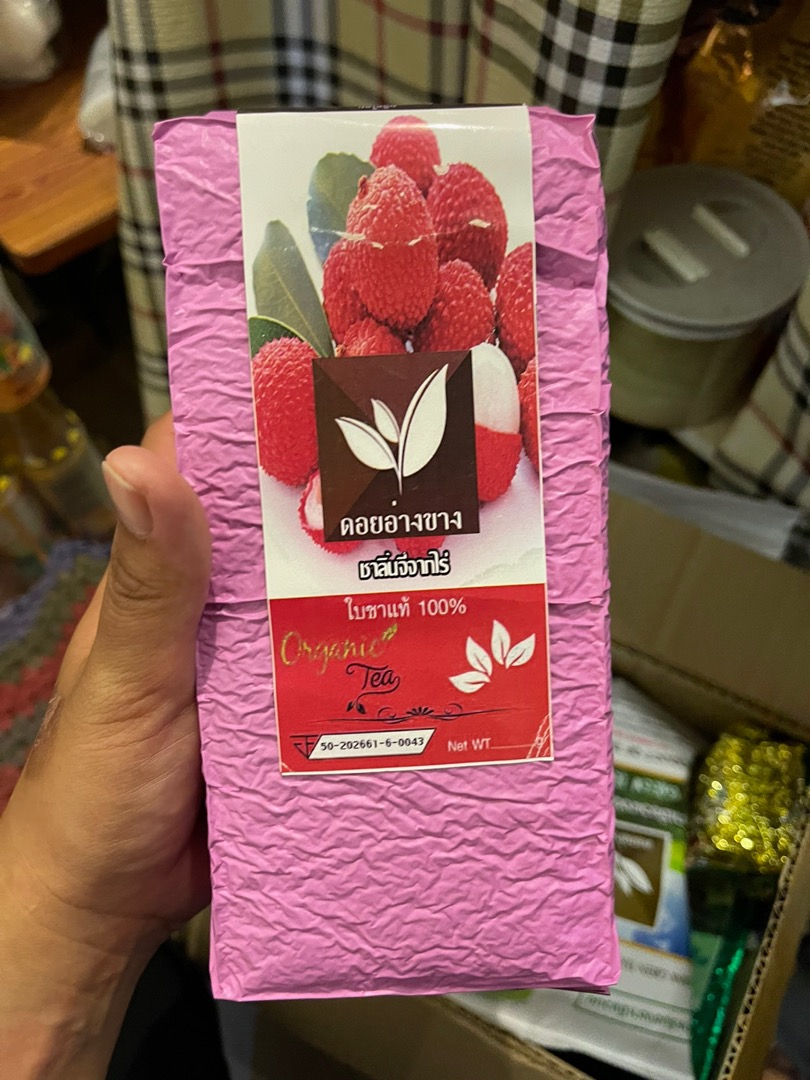 ดอยอ่างขาง
ชาลิ้นจี่จากไร่
ใบชาแท้ 100%
Organic
Tea
50-202661-6-0043
Net WT